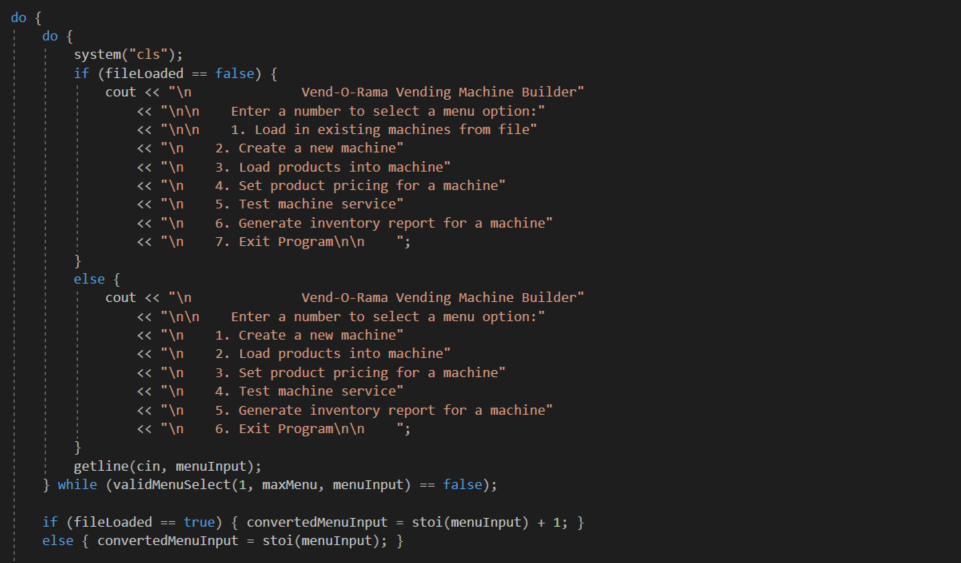 do {
    do {
        system("cls");
        if (fileLoaded == false) {
            cout << "\n              Vend-O-Rama Vending Machine Builder"
                << "\n\n    Enter a number to select a menu option:"
                << "\n\n    1. Load in existing machines from file"
                << "\n    2. Create a new machine"
                << "\n    3. Load products into machine"
                << "\n    4. Set product pricing for a machine"
                << "\n    5. Test machine service"
                << "\n    6. Generate inventory report for a machine"
                << "\n    7. Exit Program\n\n    ";
        }
        else {
            cout << "\n              Vend-O-Rama Vending Machine Builder"
                << "\n\n    Enter a number to select a menu option:"
                << "\n    1. Create a new machine"
                << "\n    2. Load products into machine"
                << "\n    3. Set product pricing for a machine"
                << "\n    4. Test machine service"
                << "\n    5. Generate inventory report for a machine"
                << "\n    6. Exit Program\n\n    ";
        }
        getline(cin, menuInput);
    } while (validMenuSelect(1, maxMenu, menuInput) == false);

    if (fileLoaded == true) { convertedMenuInput = stoi(menuInput) + 1; }
    else { convertedMenuInput = stoi(menuInput); }